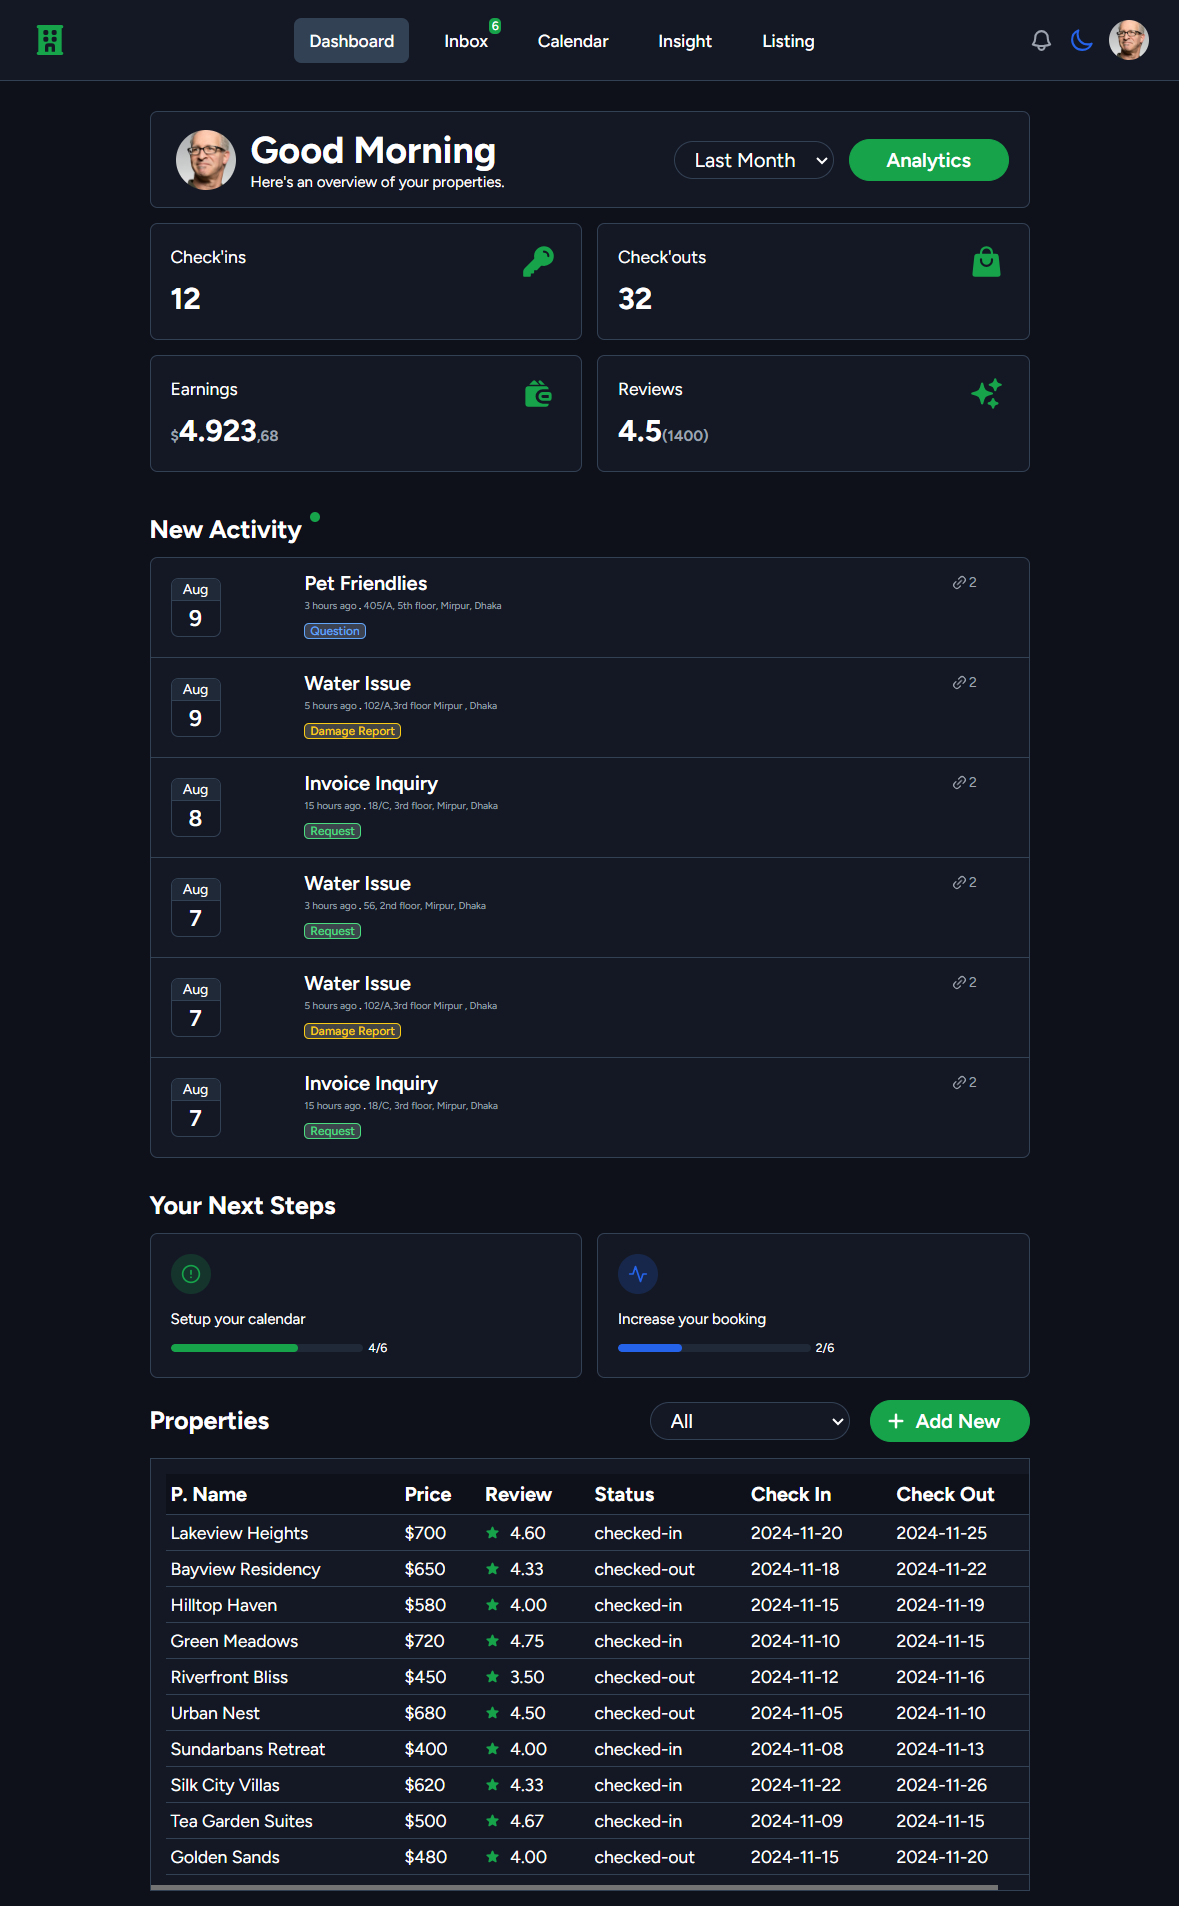 Dashboard Inbox 6 Calendar Insight Listing
Good Morning
Here's an overview of your properties.
Last Month
Analytics
Check'ins
12
Check'outs
32
Earnings
$4.923,68
Reviews
4.5(1400)
New Activity
Aug
9
Pet Friendlies
3 hours ago . 405/A, 5th floor, Mirpur, Dhaka
Question
2
Aug
9
Water Issue
5 hours ago . 102/A,3rd floor Mirpur , Dhaka
Damage Report
2
Aug
8
Invoice Inquiry
15 hours ago . 18/C, 3rd floor, Mirpur, Dhaka
Request
2
Aug
7
Water Issue
3 hours ago . 56, 2nd floor, Mirpur, Dhaka
Request
2
Aug
7
Water Issue
5 hours ago . 102/A,3rd floor Mirpur , Dhaka
Damage Report
2
Aug
7
Invoice Inquiry
15 hours ago . 18/C, 3rd floor, Mirpur, Dhaka
Request
2
Your Next Steps
Setup your calendar
4/6
Increase your booking
2/6
Properties
All
+ Add New
P. Name Price Review Status Check In Check Out
Lakeview Heights $700 4.60 checked-in 2024-11-20 2024-11-25
Bayview Residency $650 4.33 checked-out 2024-11-18 2024-11-22
Hilltop Haven $580 4.00 checked-in 2024-11-15 2024-11-19
Green Meadows $720 4.75 checked-in 2024-11-10 2024-11-15
Riverfront Bliss $450 3.50 checked-out 2024-11-12 2024-11-16
Urban Nest $680 4.50 checked-out 2024-11-05 2024-11-10
Sundarbans Retreat $400 4.00 checked-in 2024-11-08 2024-11-13
Silk City Villas $620 4.33 checked-in 2024-11-22 2024-11-26
Tea Garden Suites $500 4.67 checked-in 2024-11-09 2024-11-15
Golden Sands $480 4.00 checked-out 2024-11-15 2024-11-20